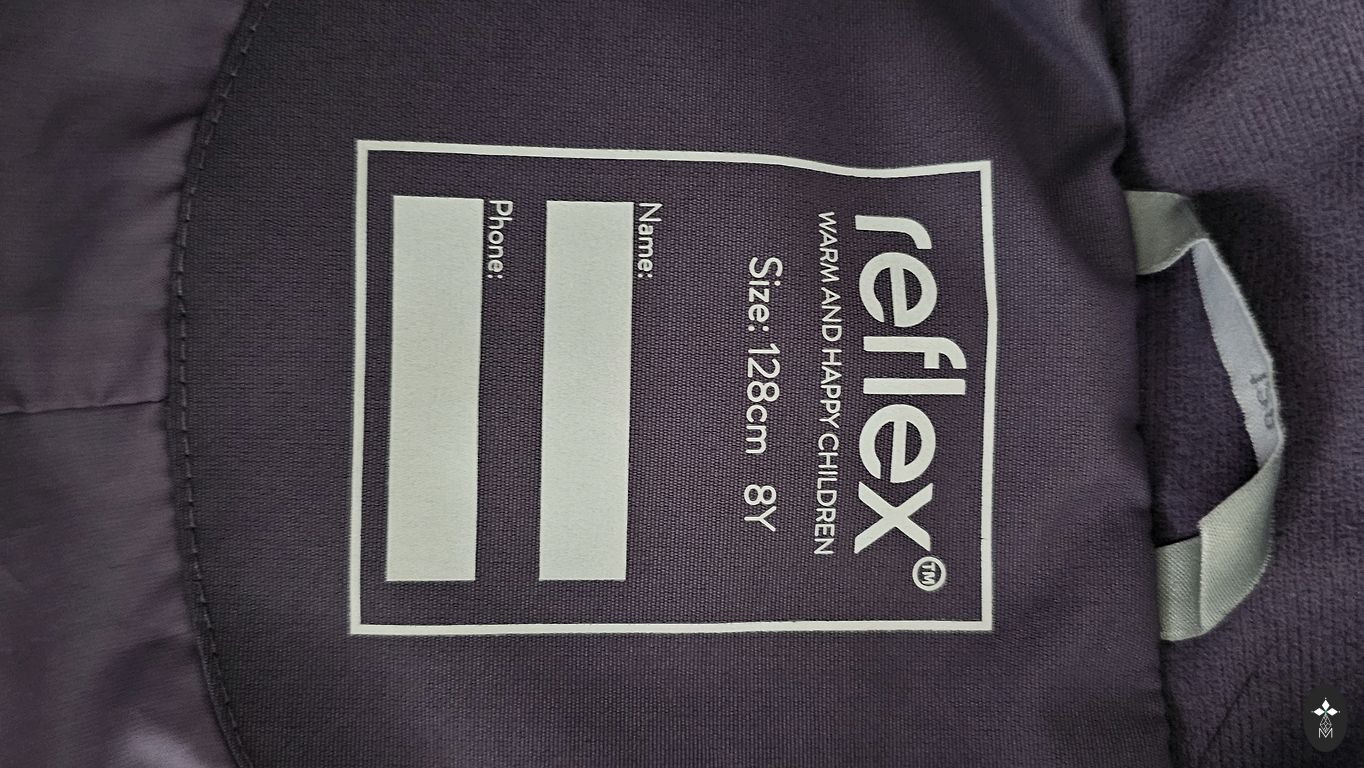 reflex™
WARM AND HAPPY CHILDREN
Size: 128cm 8Y
Name:
Phone:
M